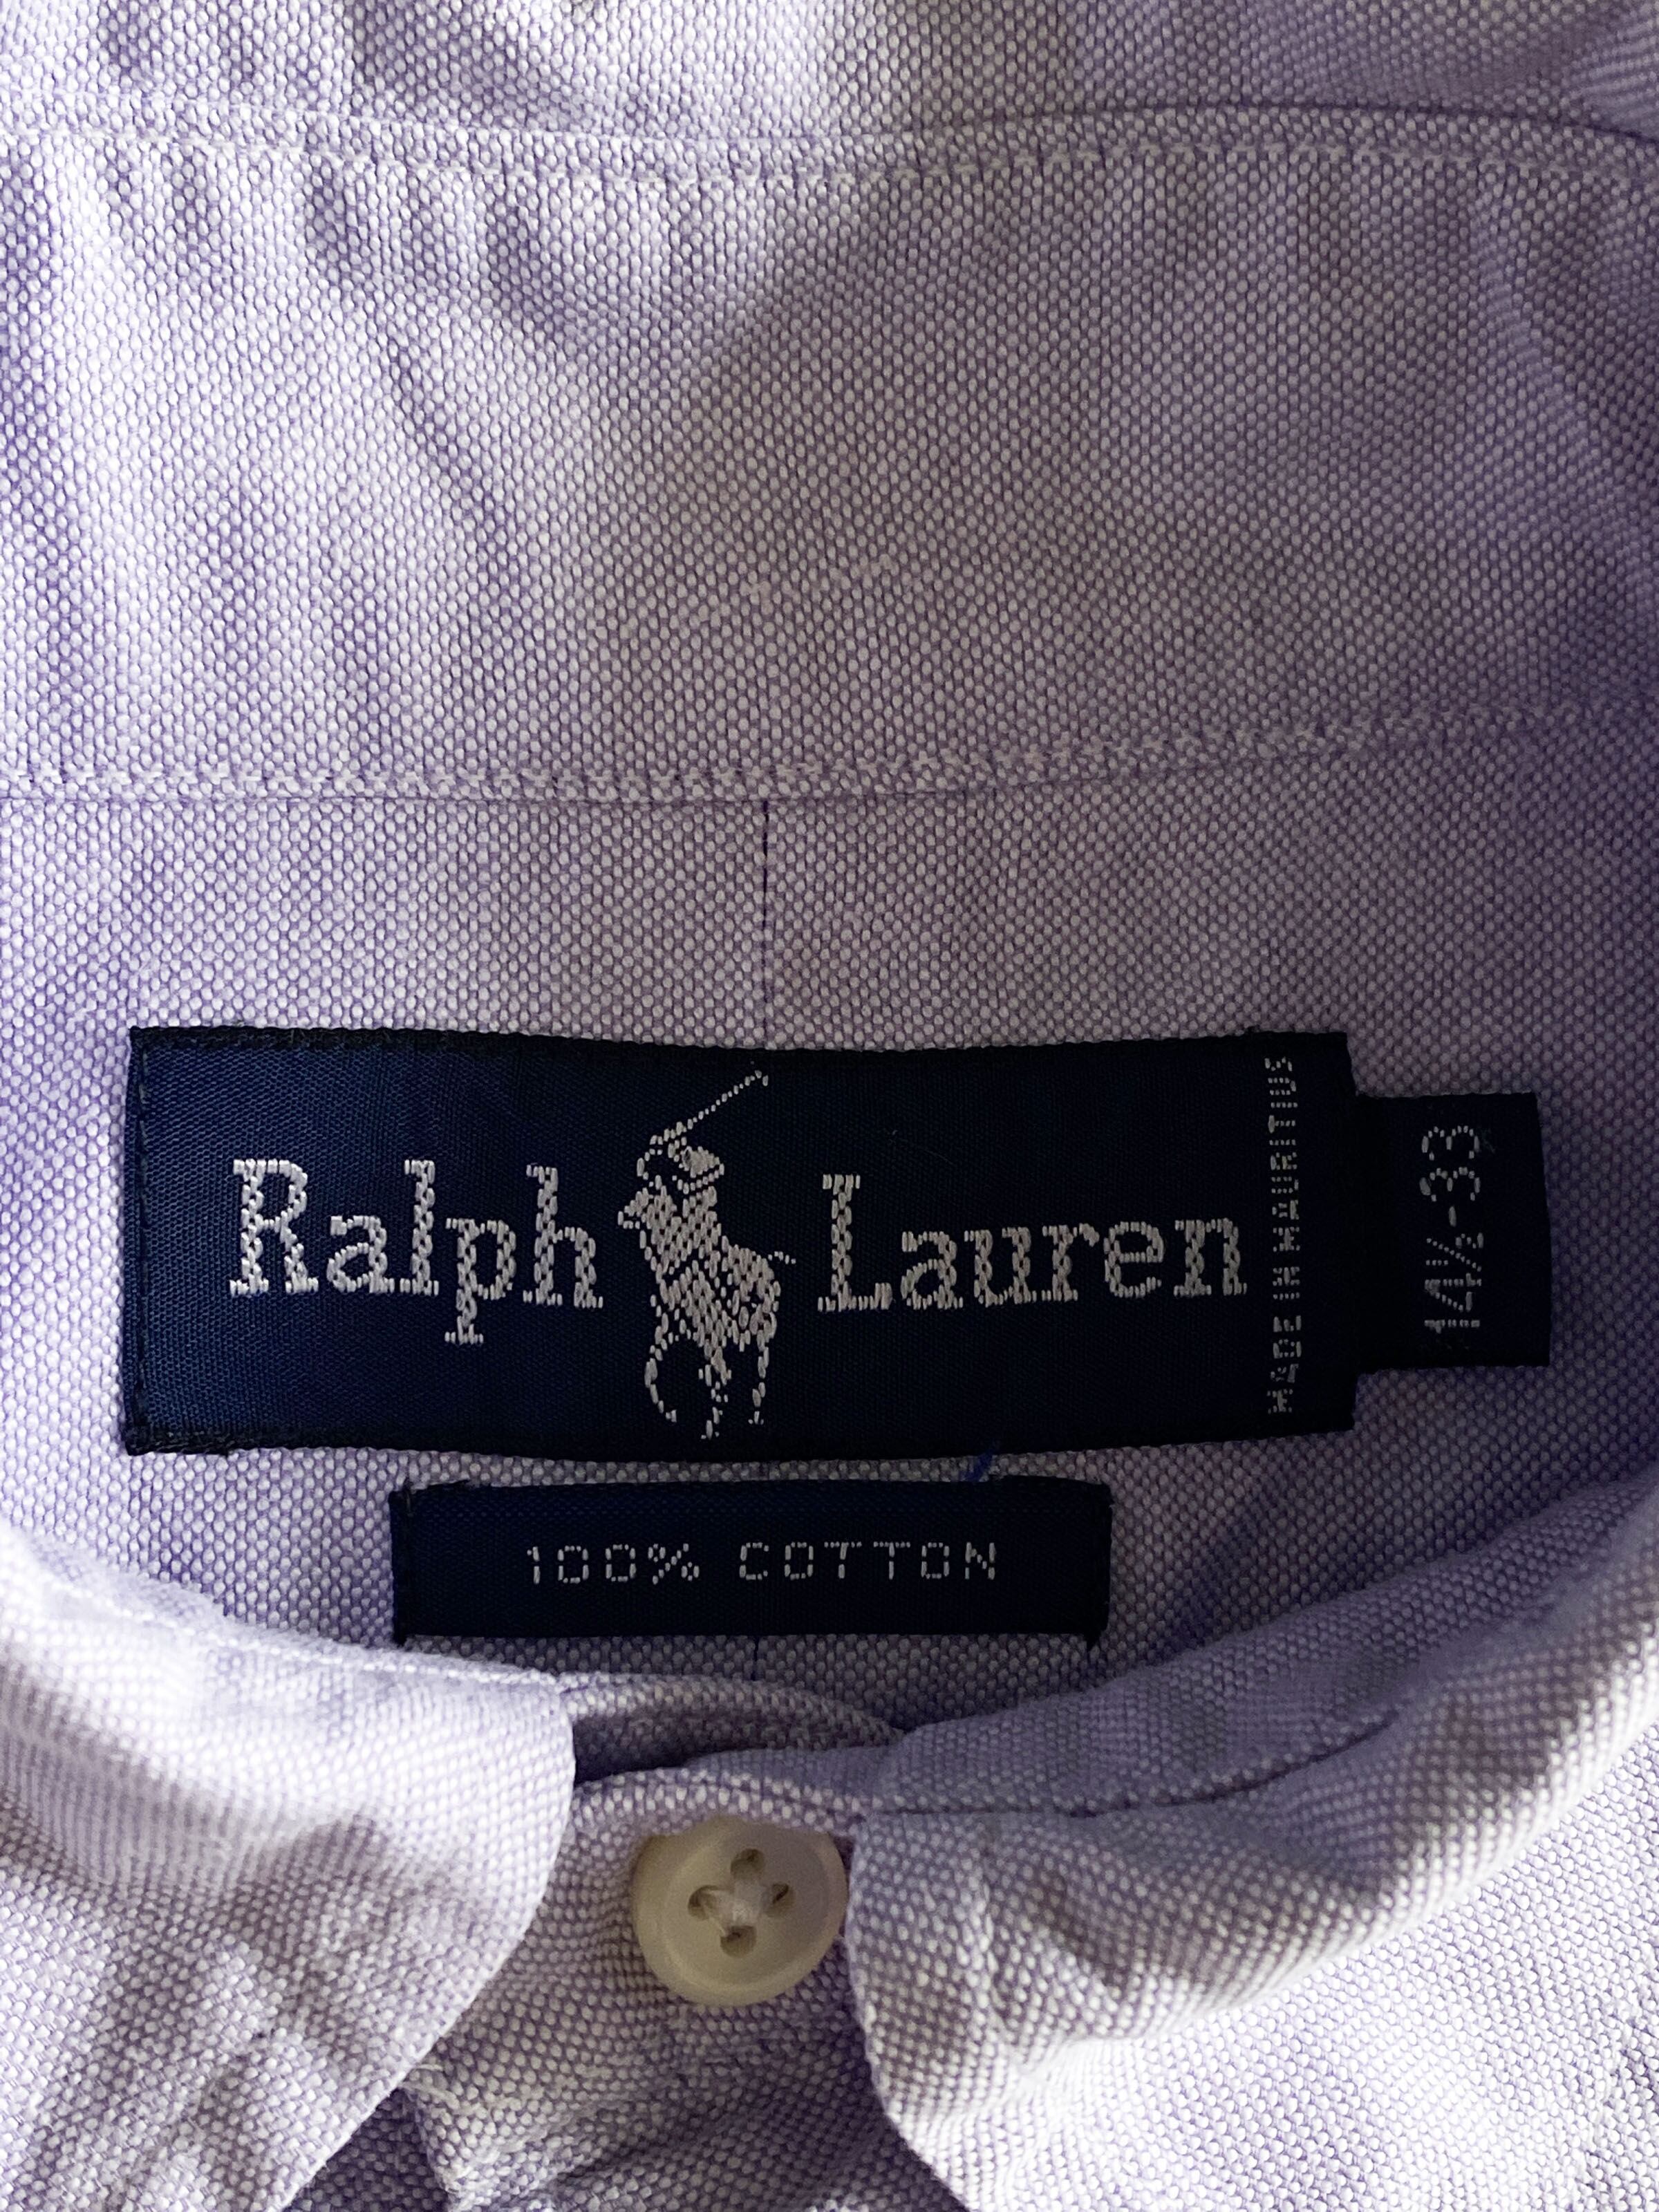 Ralph Lauren
MADE IN MAURITIUS
14½-33
100% COTTON